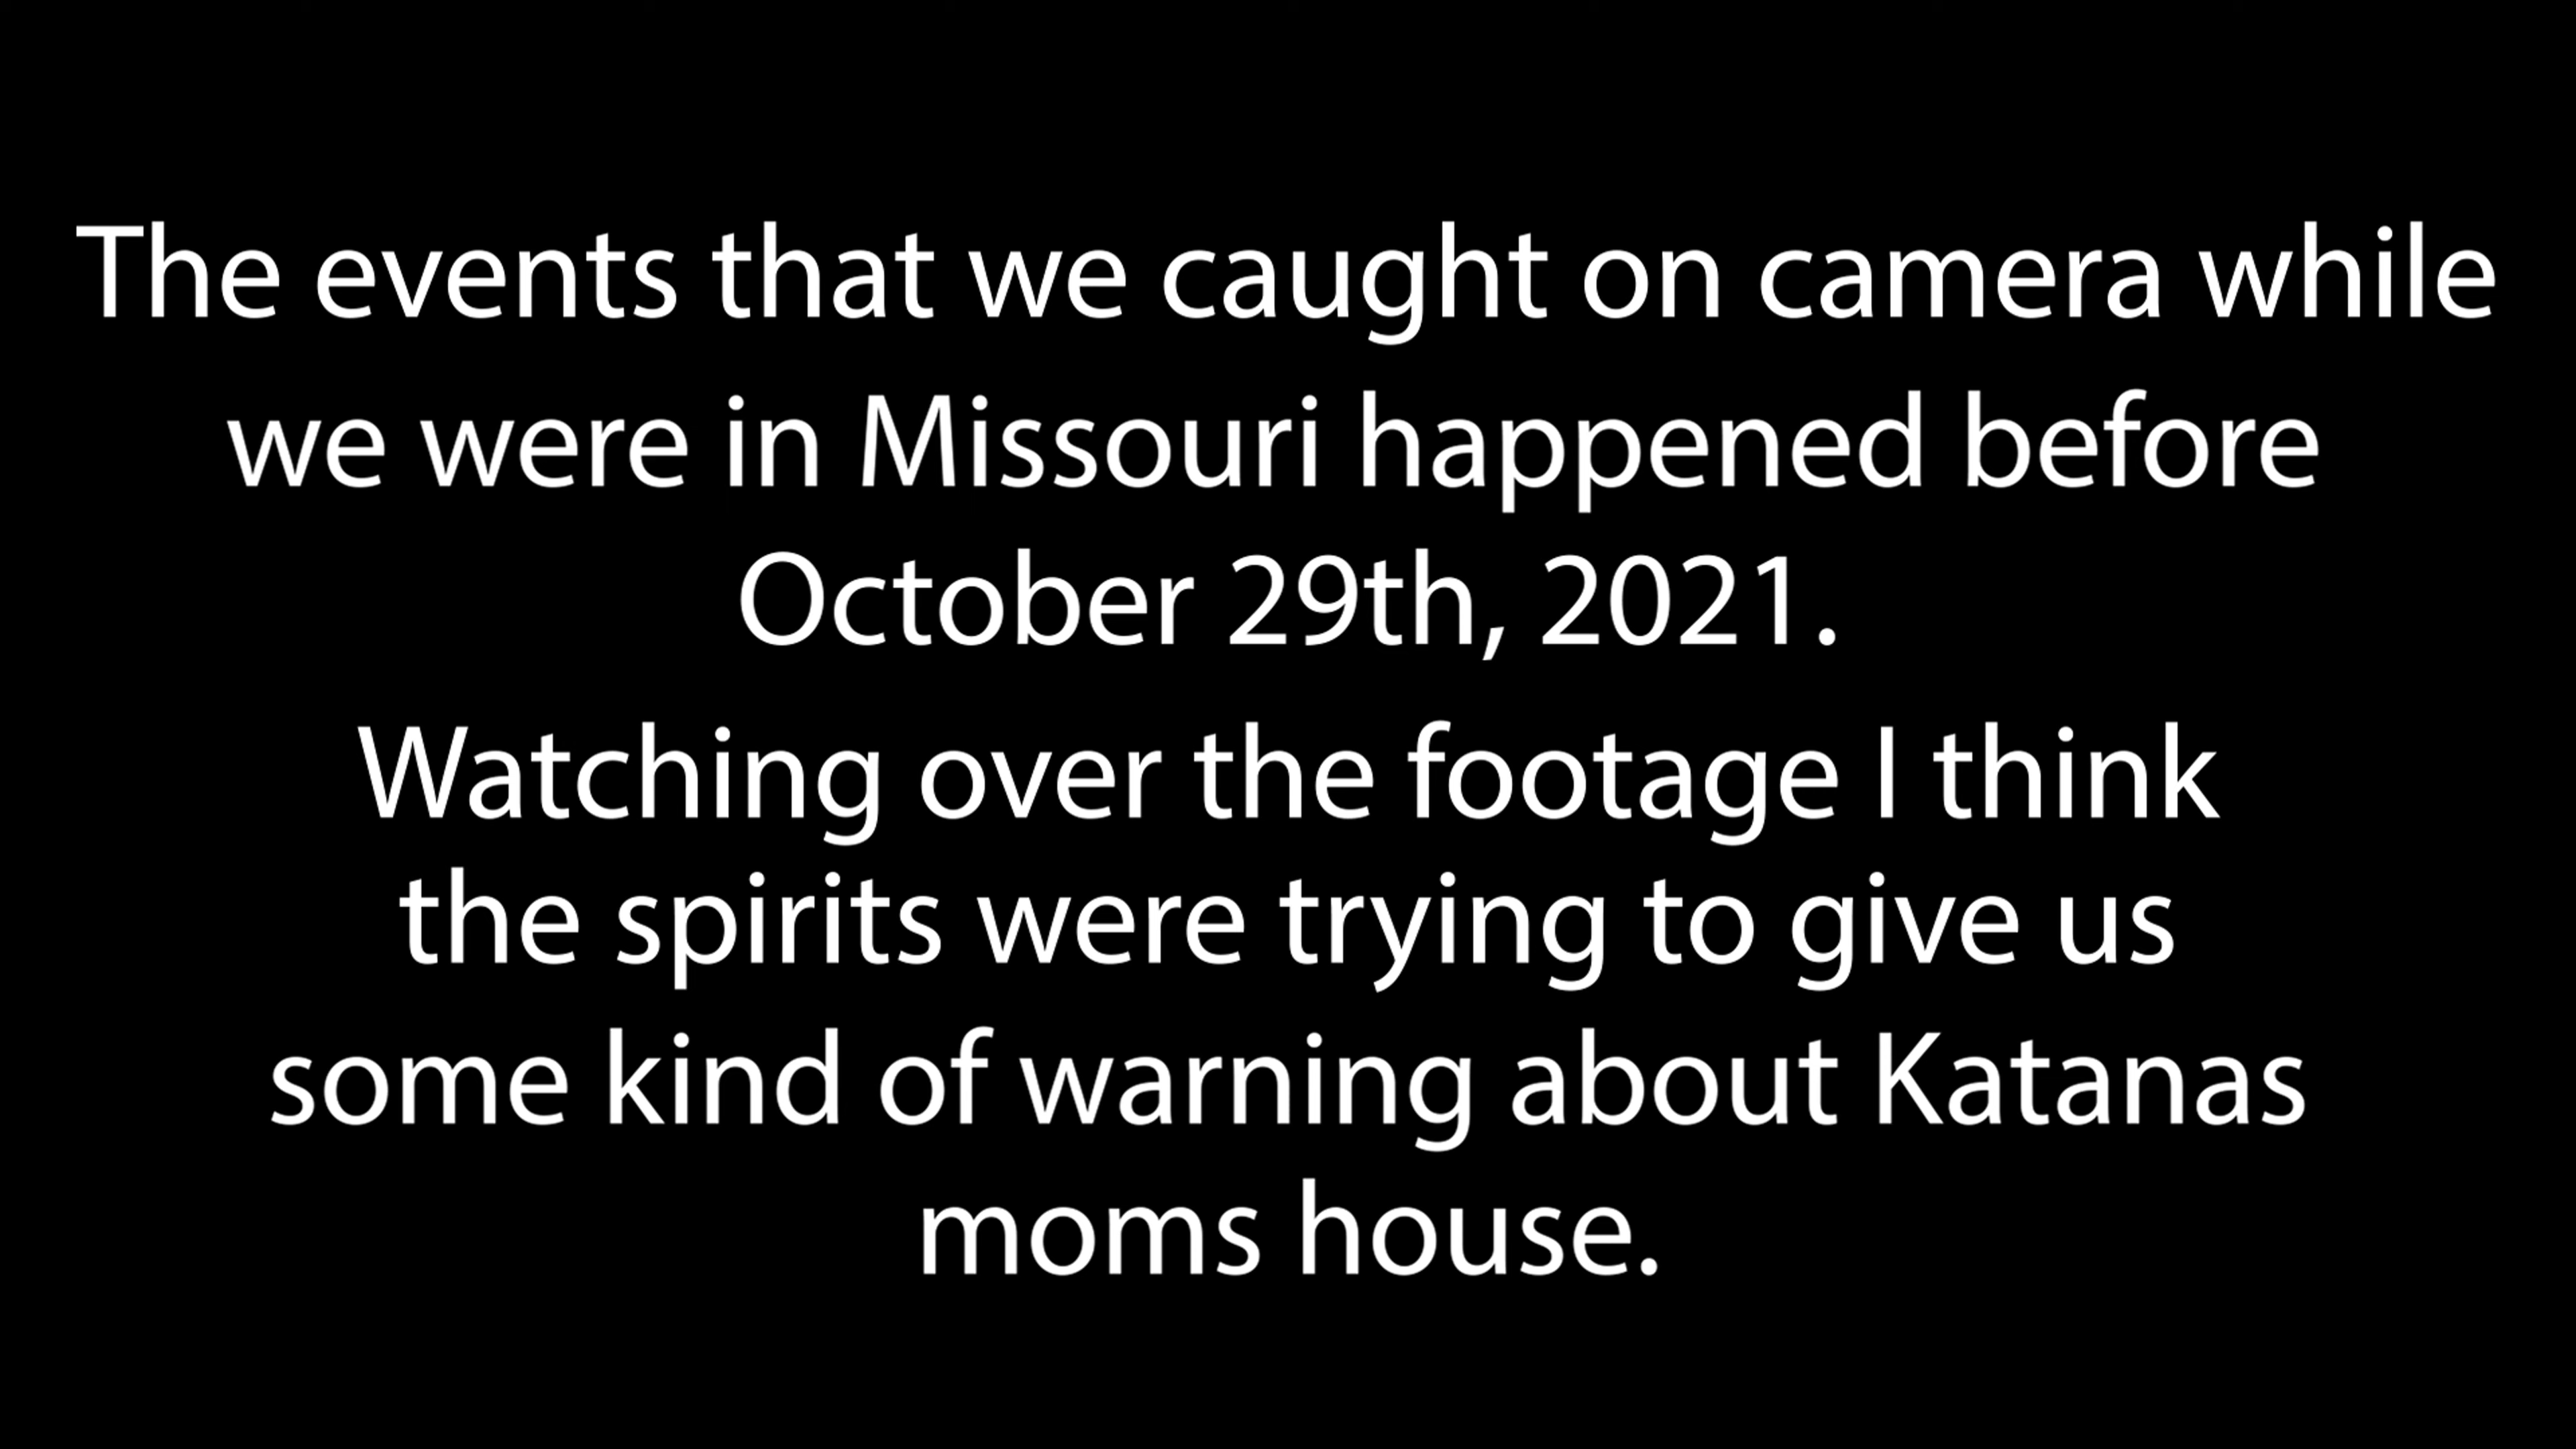 The events that we caught on camera while
we were in Missouri happened before
October 29th, 2021.
Watching over the footage I think
the spirits were trying to give us
some kind of warning about Katanas
moms house.